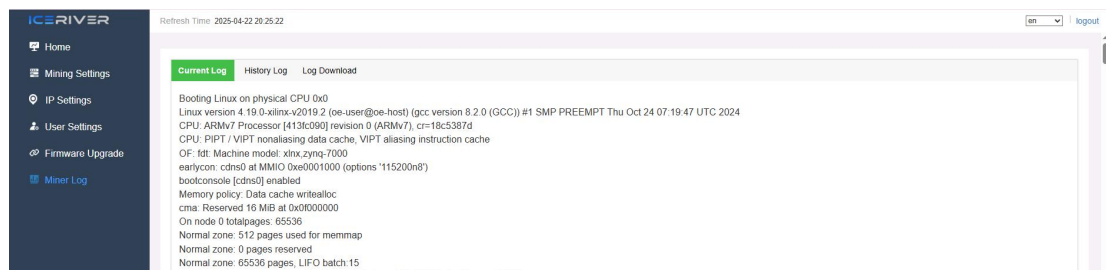 ICERIVER
Refresh Time 2025-04-22 20:25:22
en
logout
Home
Mining Settings
IP Settings
User Settings
Firmware Upgrade
Miner Log
Current Log History Log Log Download
Booting Linux on physical CPU 0x0
Linux version 4.19.0-xilinx-v2019.2 (oe-user@oe-host) (gcc version 8.2.0 (GCC)) #1 SMP PREEMPT Thu Oct 24 07:19:47 UTC 2024
CPU: ARMv7 Processor [413fc090] revision 0 (ARMv7), cr=18c5387d
CPU: PIPT / VIPT nonaliasing data cache, VIPT aliasing instruction cache
OF: fdt: Machine model: xlnx,zynq-7000
earlycon: cdns0 at MMIO 0xe0001000 (options '115200n8')
bootconsole [cdns0] enabled
Memory policy: Data cache writealloc
cma: Reserved 16 MiB at 0x0f000000
On node 0 totalpages: 65536
Normal zone: 512 pages used for memmap
Normal zone: 0 pages reserved
Normal zone: 65536 pages, LIFO batch:15